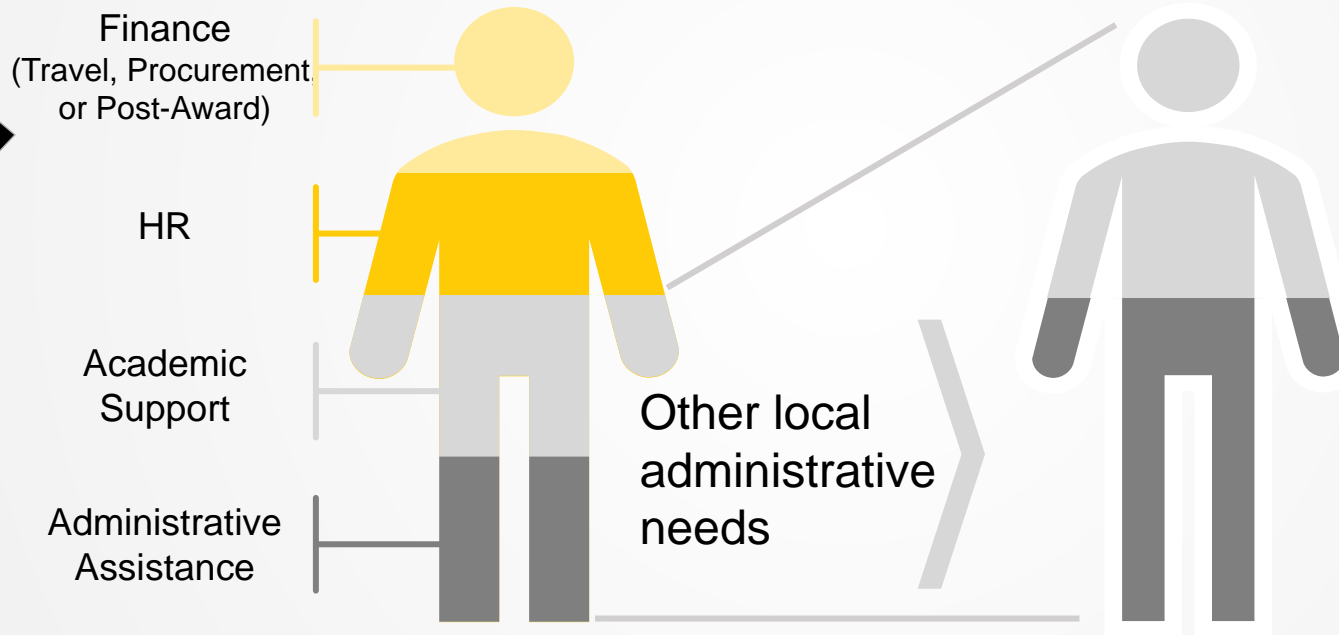 Finance
(Travel, Procurement,
or Post-Award)
HR
Academic
Support
Administrative
Assistance
Other local
administrative
needs